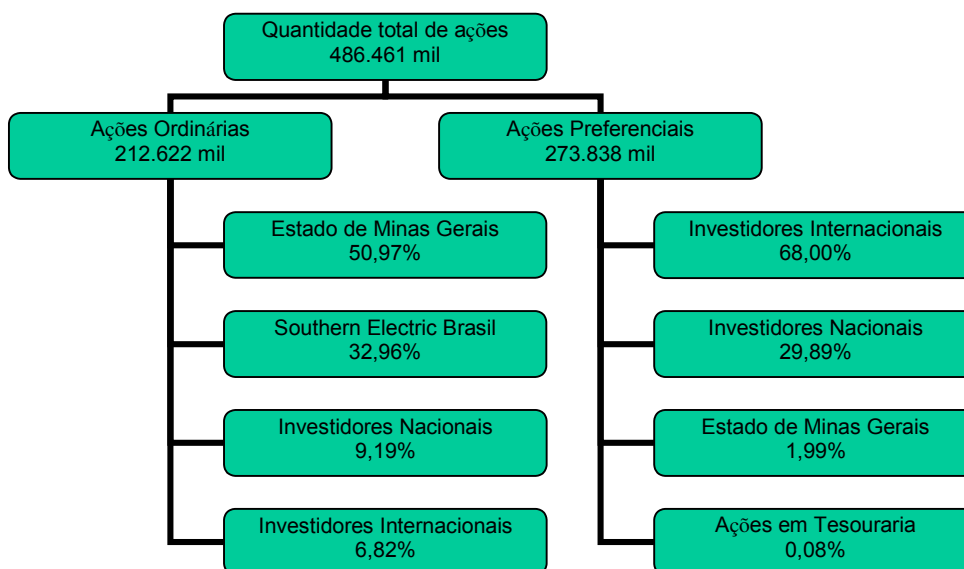 Quantidade total de ações
486.461 mil
Ações Ordinárias
212.622 mil
Ações Preferenciais
273.838 mil
Estado de Minas Gerais
50,97%
Southern Electric Brasil
32,96%
Investidores Nacionais
9,19%
Investidores Internacionais
6,82%
Investidores Internacionais
68,00%
Investidores Nacionais
29,89%
Estado de Minas Gerais
1,99%
Ações em Tesouraria
0,08%